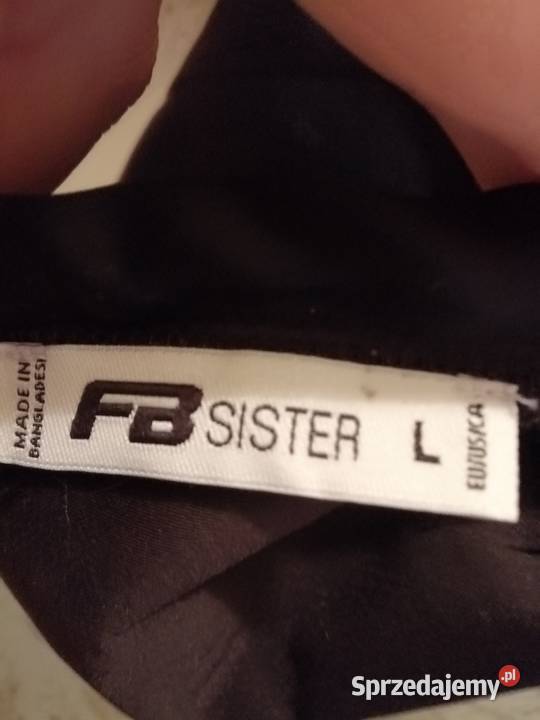 MADE IN
BANGLADESH
FB SISTER
L
EU/US/CA
Sprzedajemy.pl